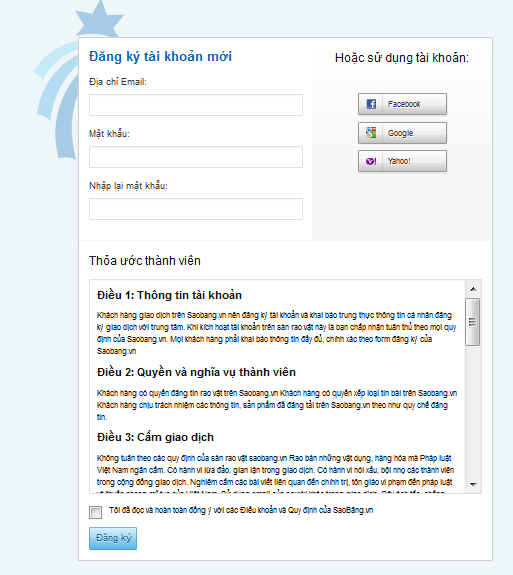 Đăng ký tài khoản mới
Hoặc sử dụng tài khoản:
Địa chỉ Email:
Facebook
Mật khẩu:
Google
Yahoo!
Nhập lại mật khẩu:
Thỏa ước thành viên
Điều 1: Thông tin tài khoản
Khách hàng giao dịch trên Saobang.vn nên đăng ký tài khoản và khai báo trung thực thông tin cá nhân đăng
ký giao dịch với trung tâm. Khi kích hoạt tài khoản trên sàn rao vặt này là bạn chấp nhận tuân thủ theo mọi quy
định của Saobang.vn. Mọi khách hàng phải khai báo thông tin đầy đủ, chính xác theo form đăng ký của
Saobang.vn
Điều 2: Quyền và nghĩa vụ thành viên
Khách hàng có quyền đăng tin rao vặt trên Saobang.vn Khách hàng có quyền xếp loại tin bài trên Saobang.vn
Khách hàng chịu trách nhiệm các thông tin, sản phẩm đã đăng tải trên Saobang.vn theo như quy chế đăng
tin.
Điều 3: Cấm giao dịch
Không tuân theo các quy định của sàn rao vặt saobang.vn Rao bán những vật dụng, hàng hóa mà Pháp luật
Việt Nam ngăn cấm. Có hành vi lừa đảo, gian lận trong giao dịch. Có hành vi nói xấu, bội nhọ các thành viên
trong cộng đồng giao dịch. Nghiêm cấm các bài viết liên quan đến chính trị, tôn giáo vi phạm đến pháp luật
Tôi đã đọc và hoàn toàn đồng ý với các Điều khoản và Quy định của SaoBăng.vn
Đăng ký